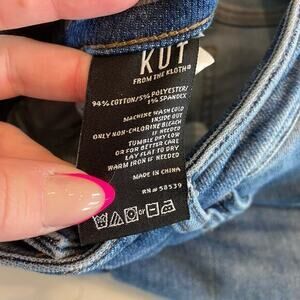 KUT
FROM THE KLOTH®
94% COTTON/5% POLYESTER/
1% SPANDEX
MACHINE WASH COLD
INSIDE OUT
ONLY NON-CHLORINE BLEACH
IF NEEDED
TUMBLE DRY LOW
OR FOR BETTER CARE
LAY FLAT TO DRY
WARM IRON IF NEEDED
MADE IN CHINA
RN# 58539
or